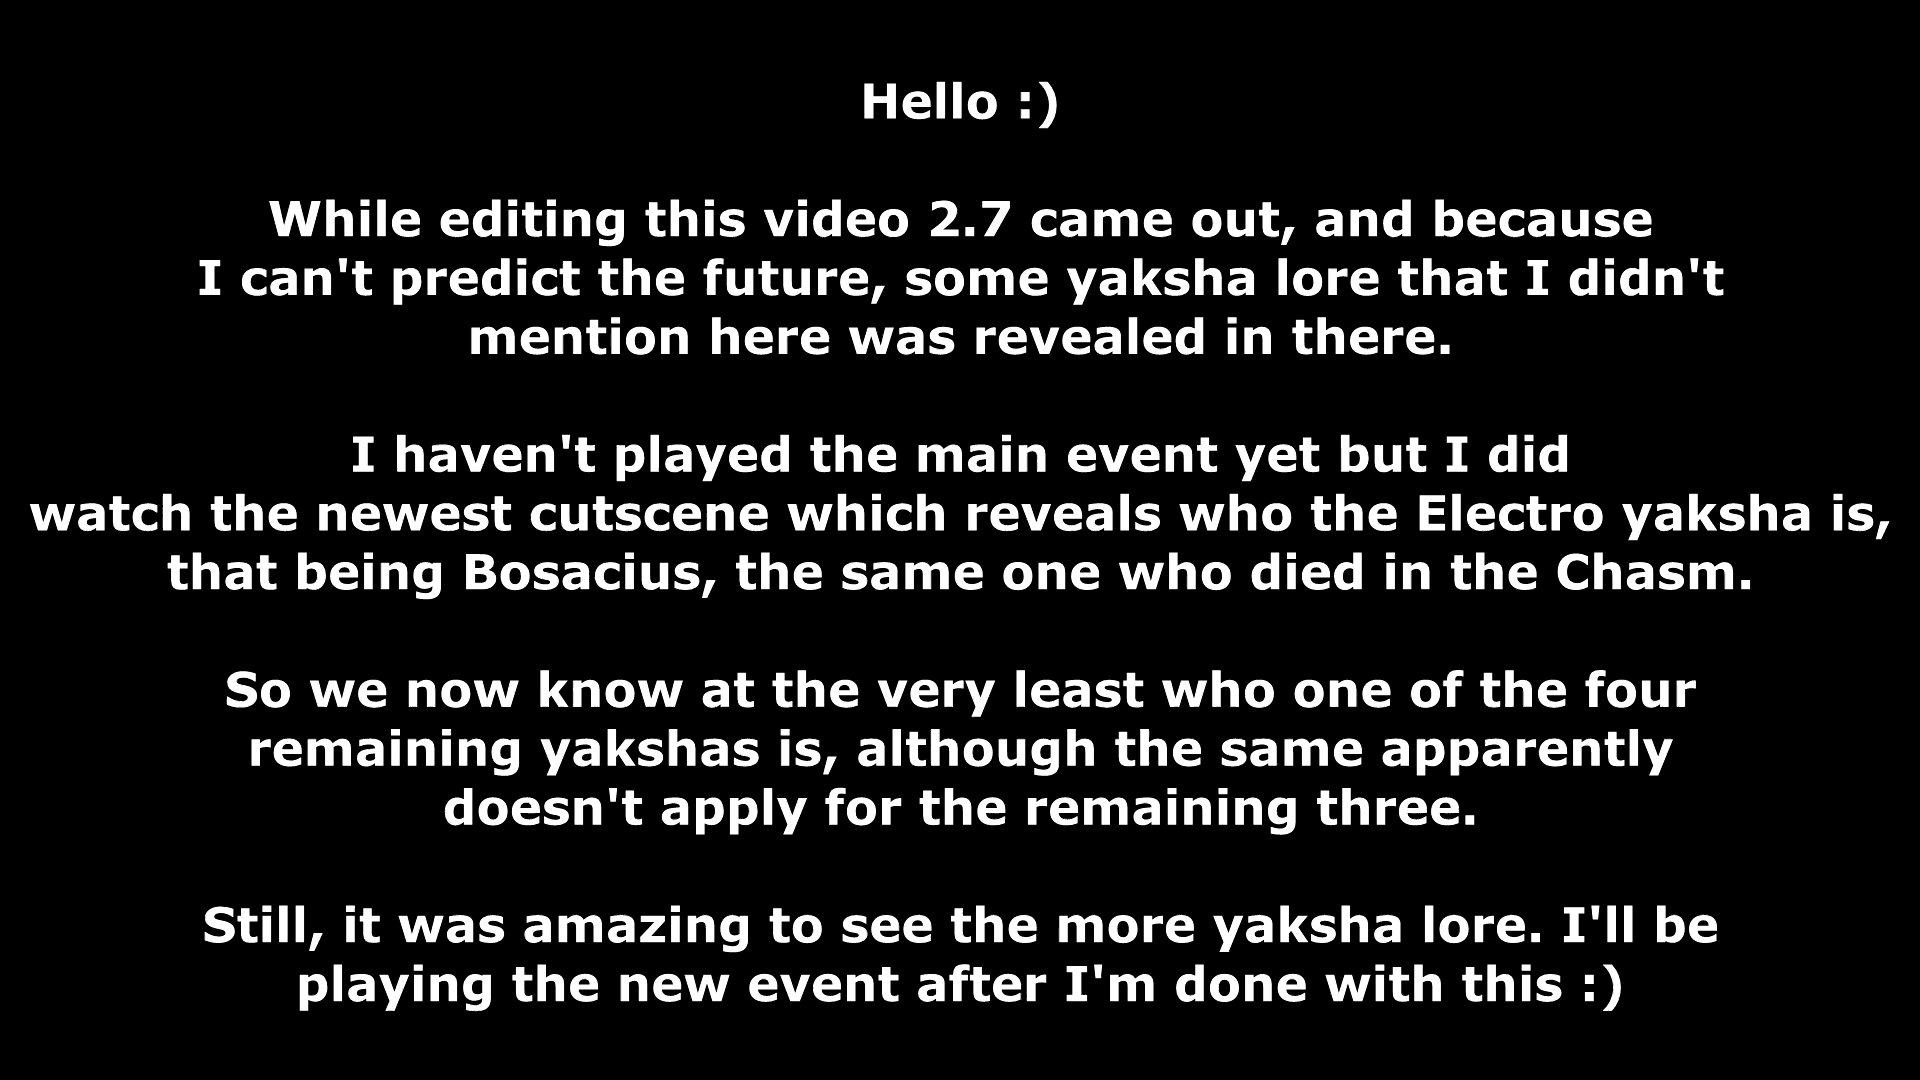 Hello :)
While editing this video 2.7 came out, and because
I can't predict the future, some yaksha lore that I didn't
mention here was revealed in there.
I haven't played the main event yet but I did
watch the newest cutscene which reveals who the Electro yaksha is,
that being Bosacius, the same one who died in the Chasm.
So we now know at the very least who one of the four
remaining yakshas is, although the same apparently
doesn't apply for the remaining three.
Still, it was amazing to see the more yaksha lore. I'll be
playing the new event after I'm done with this :)